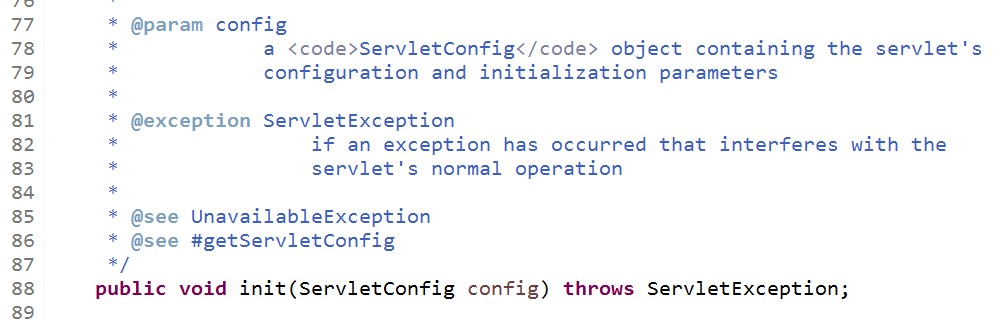 76
77     * @param config
78     *            a <code>ServletConfig</code> object containing the servlet's
79     *            configuration and initialization parameters
80     *
81     * @exception ServletException
82     *                if an exception has occurred that interferes with the
83     *                servlet's normal operation
84     *
85     * @see UnavailableException
86     * @see #getServletConfig
87     */
88    public void init(ServletConfig config) throws ServletException;
89